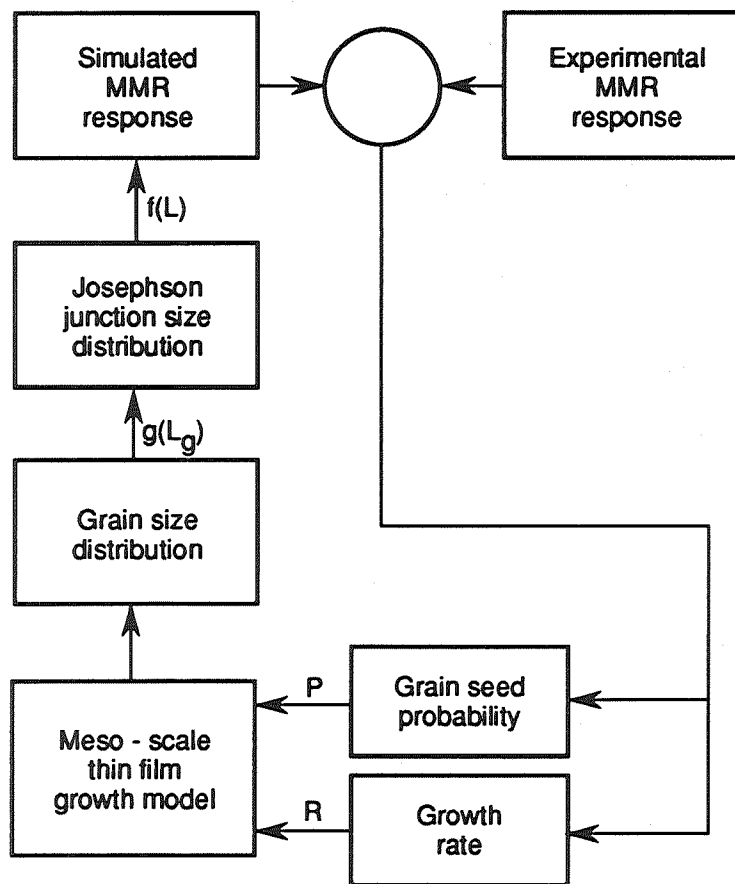 Simulated
MMR
response
Experimental
MMR
response
f(L)
Josephson
junction size
distribution
g(Lg)
Grain size
distribution
P
Grain seed
probability
Meso - scale
thin film
growth model
R
Growth
rate